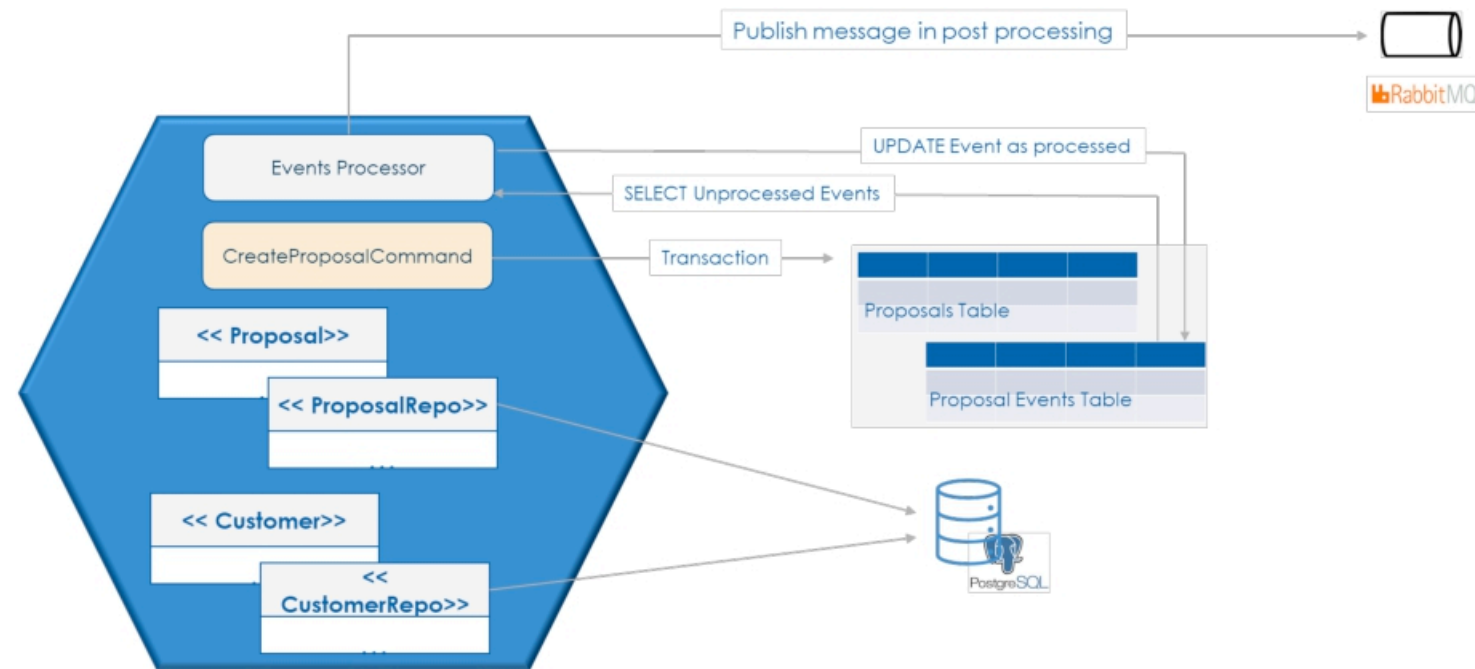 Publish message in post processing
RabbitMQ
Events Processor
UPDATE Event as processed
SELECT Unprocessed Events
CreateProposalCommand
Transaction
Proposals Table
<< Proposal>>
<< ProposalRepo>>
...
Proposal Events Table
<< Customer>>
<<
CustomerRepo>>
...
PostgreSQL